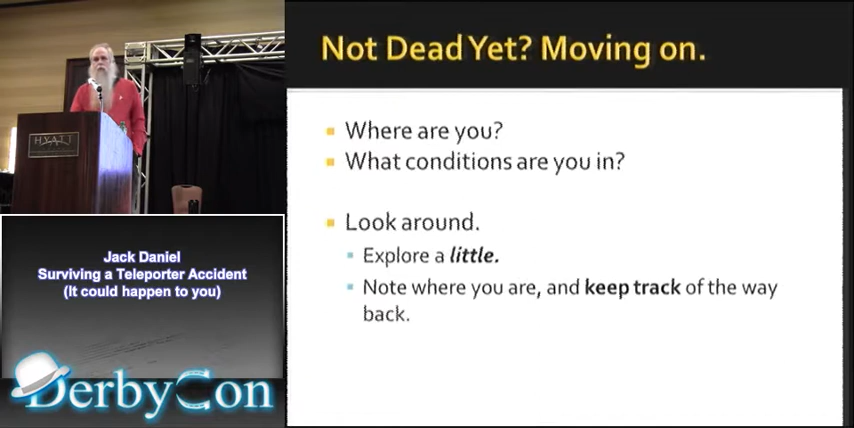 HYATT
Jack Daniel
Surviving a Teleporter Accident
(It could happen to you)
DerbyCon
Not Dead Yet? Moving on.
Where are you?
What conditions are you in?
Look around.
Explore a little.
Note where you are, and keep track of the way
back.